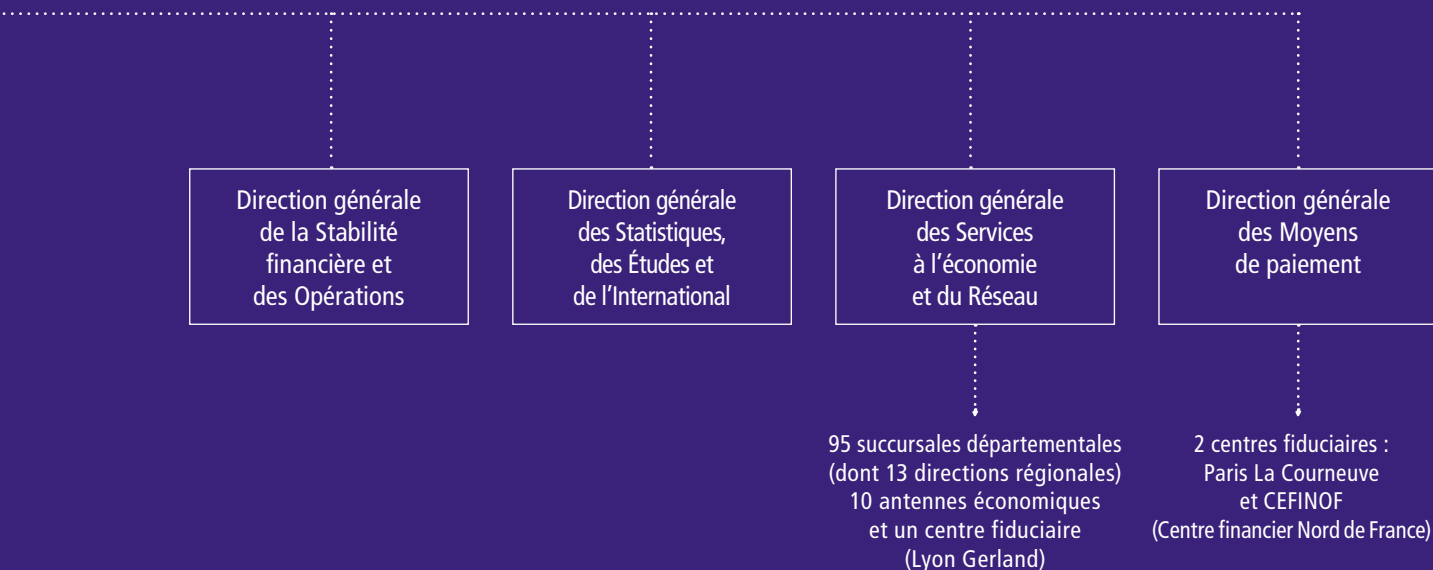 Direction générale
de la Stabilité
financière et
des Opérations
Direction générale
des Statistiques,
des Études et
de l'International
Direction générale
des Services
à l'économie
et du Réseau
Direction générale
des Moyens
de paiement
95 succursales départementales
(dont 13 directions régionales)
10 antennes économiques
et un centre fiduciaire
(Lyon Gerland)
2 centres fiduciaires :
Paris La Courneuve
et CEFINOF
(Centre financier Nord de France)